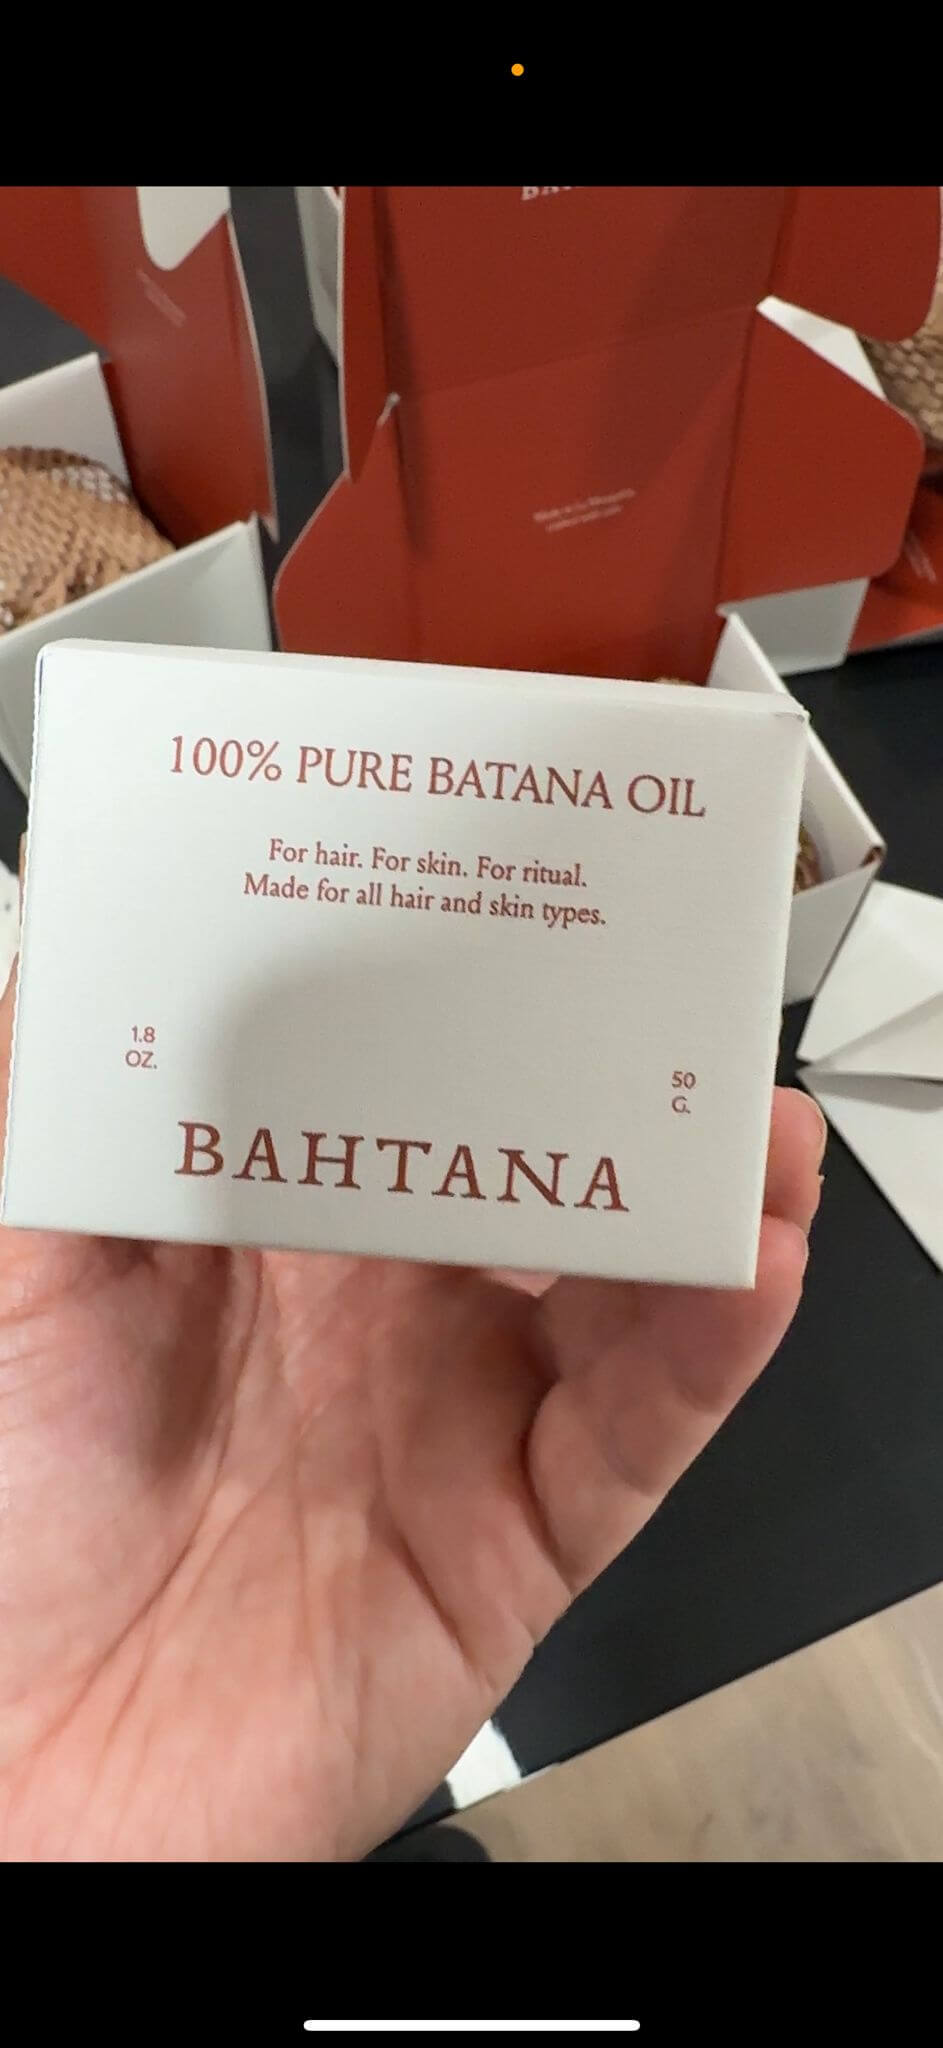 100% PURE BATANA OIL
For hair. For skin. For ritual.
Made for all hair and skin types.
1.8
OZ.
50
G.
BAHTANA